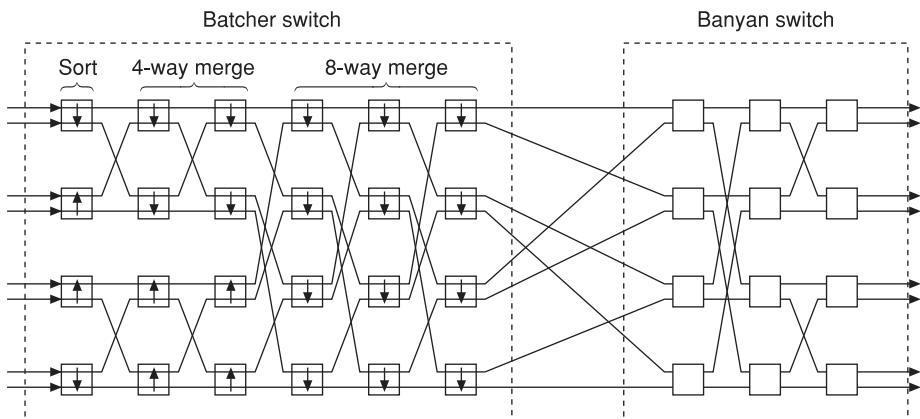 Batcher switch
Banyan switch
Sort
4-way merge
8-way merge